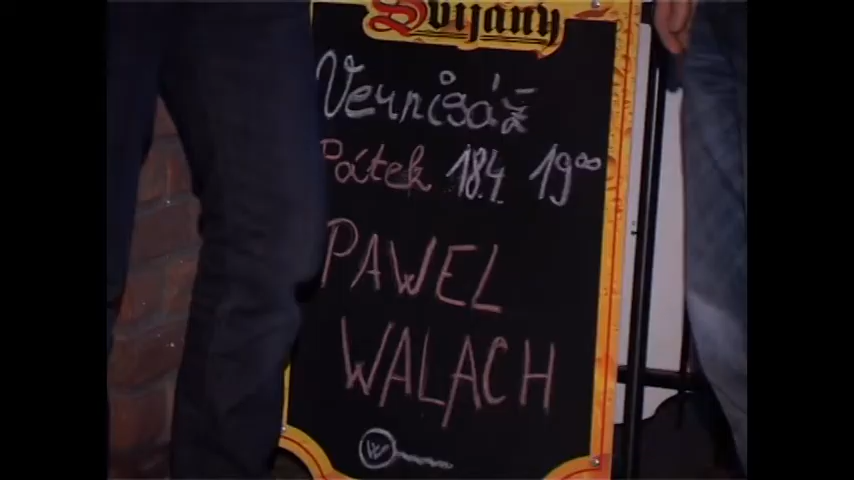 Svijany
Vernisáž
Pátek 18.4. 19⁰⁰
PAWEL
WALACH
W